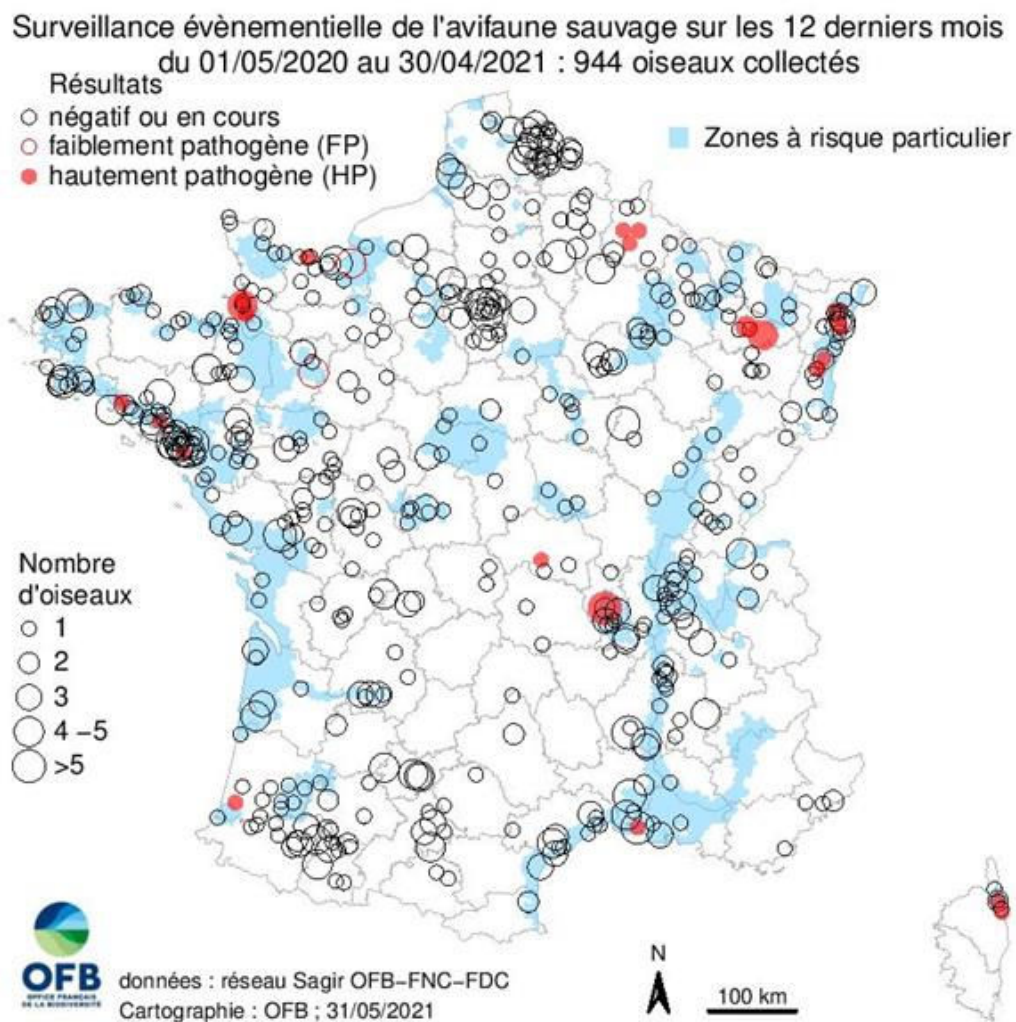 Surveillance évènementielle de l'avifaune sauvage sur les 12 derniers mois
du 01/05/2020 au 30/04/2021 : 944 oiseaux collectés
Résultats
négatif ou en cours
faiblement pathogène (FP)
hautement pathogène (HP)
Zones à risque particulier
Nombre
d'oiseaux
1
2
3
4 –5
>5
OFB
OFFICE FRANÇAIS
DE LA BIODIVERSITÉ
données : réseau Sagir OFB–FNC–FDC
Cartographie : OFB ; 31/05/2021
N
100 km